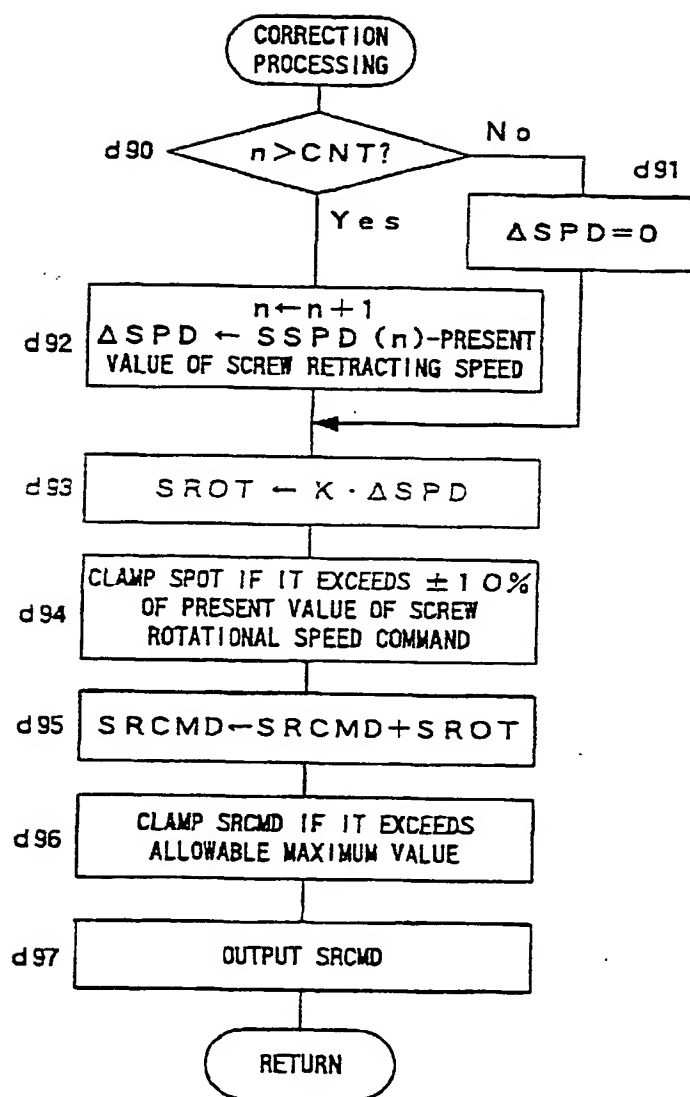 CORRECTION
PROCESSING
d90
n>CNT?
No
d91
Yes
ΔSPD=0
n←n+1
d92
ΔSPD ← SSPD (n)-PRESENT
VALUE OF SCREW RETRACTING SPEED
d93
SROT ← K · ΔSPD
CLAMP SPOT IF IT EXCEEDS ±10%
d94
OF PRESENT VALUE OF SCREW
ROTATIONAL SPEED COMMAND
d95
SRCMD←SRCMD+SROT
d96
CLAMP SRCMD IF IT EXCEEDS
ALLOWABLE MAXIMUM VALUE
d97
OUTPUT SRCMD
RETURN